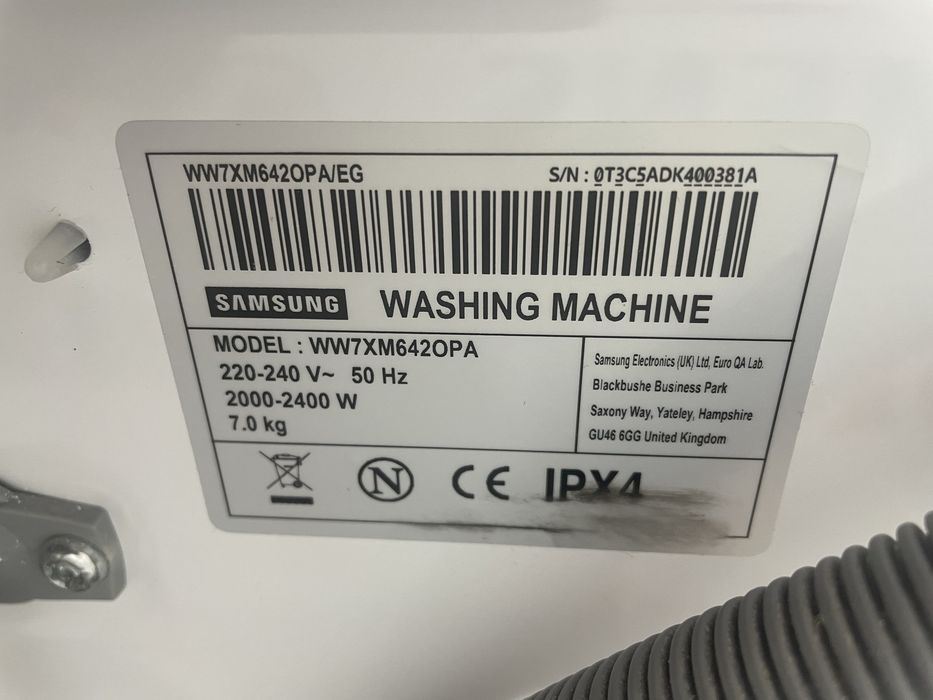 WW7XM642OPA/EG
S/N : 0T3C5ADK400381A
SAMSUNG WASHING MACHINE
MODEL : WW7XM642OPA
220-240 V~ 50 Hz
2000-2400 W
7.0 kg
Samsung Electronics (UK) Ltd, Euro QA Lab.
Blackbushe Business Park
Saxony Way, Yateley, Hampshire
GU46 6GG United Kingdom
N CE IPX4